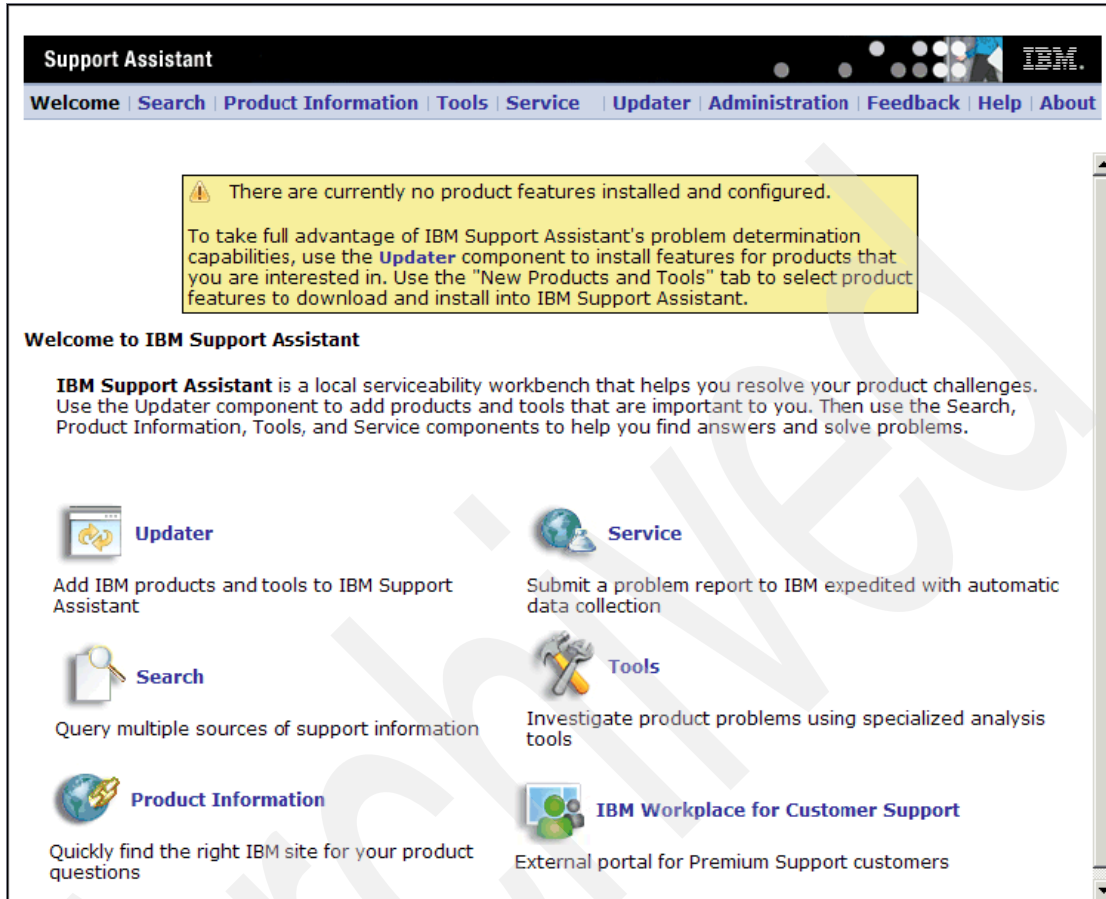 Support Assistant
IBM.
Welcome | Search | Product Information | Tools | Service | Updater | Administration | Feedback | Help | About
There are currently no product features installed and configured.
To take full advantage of IBM Support Assistant's problem determination
capabilities, use the Updater component to install features for products that
you are interested in. Use the "New Products and Tools" tab to select product
features to download and install into IBM Support Assistant.
Welcome to IBM Support Assistant
IBM Support Assistant is a local serviceability workbench that helps you resolve your product challenges.
Use the Updater component to add products and tools that are important to you. Then use the Search,
Product Information, Tools, and Service components to help you find answers and solve problems.
Updater
Add IBM products and tools to IBM Support
Assistant
Service
Submit a problem report to IBM expedited with automatic
data collection
Search
Query multiple sources of support information
Tools
Investigate product problems using specialized analysis
tools
Product Information
Quickly find the right IBM site for your product
questions
IBM Workplace for Customer Support
External portal for Premium Support customers